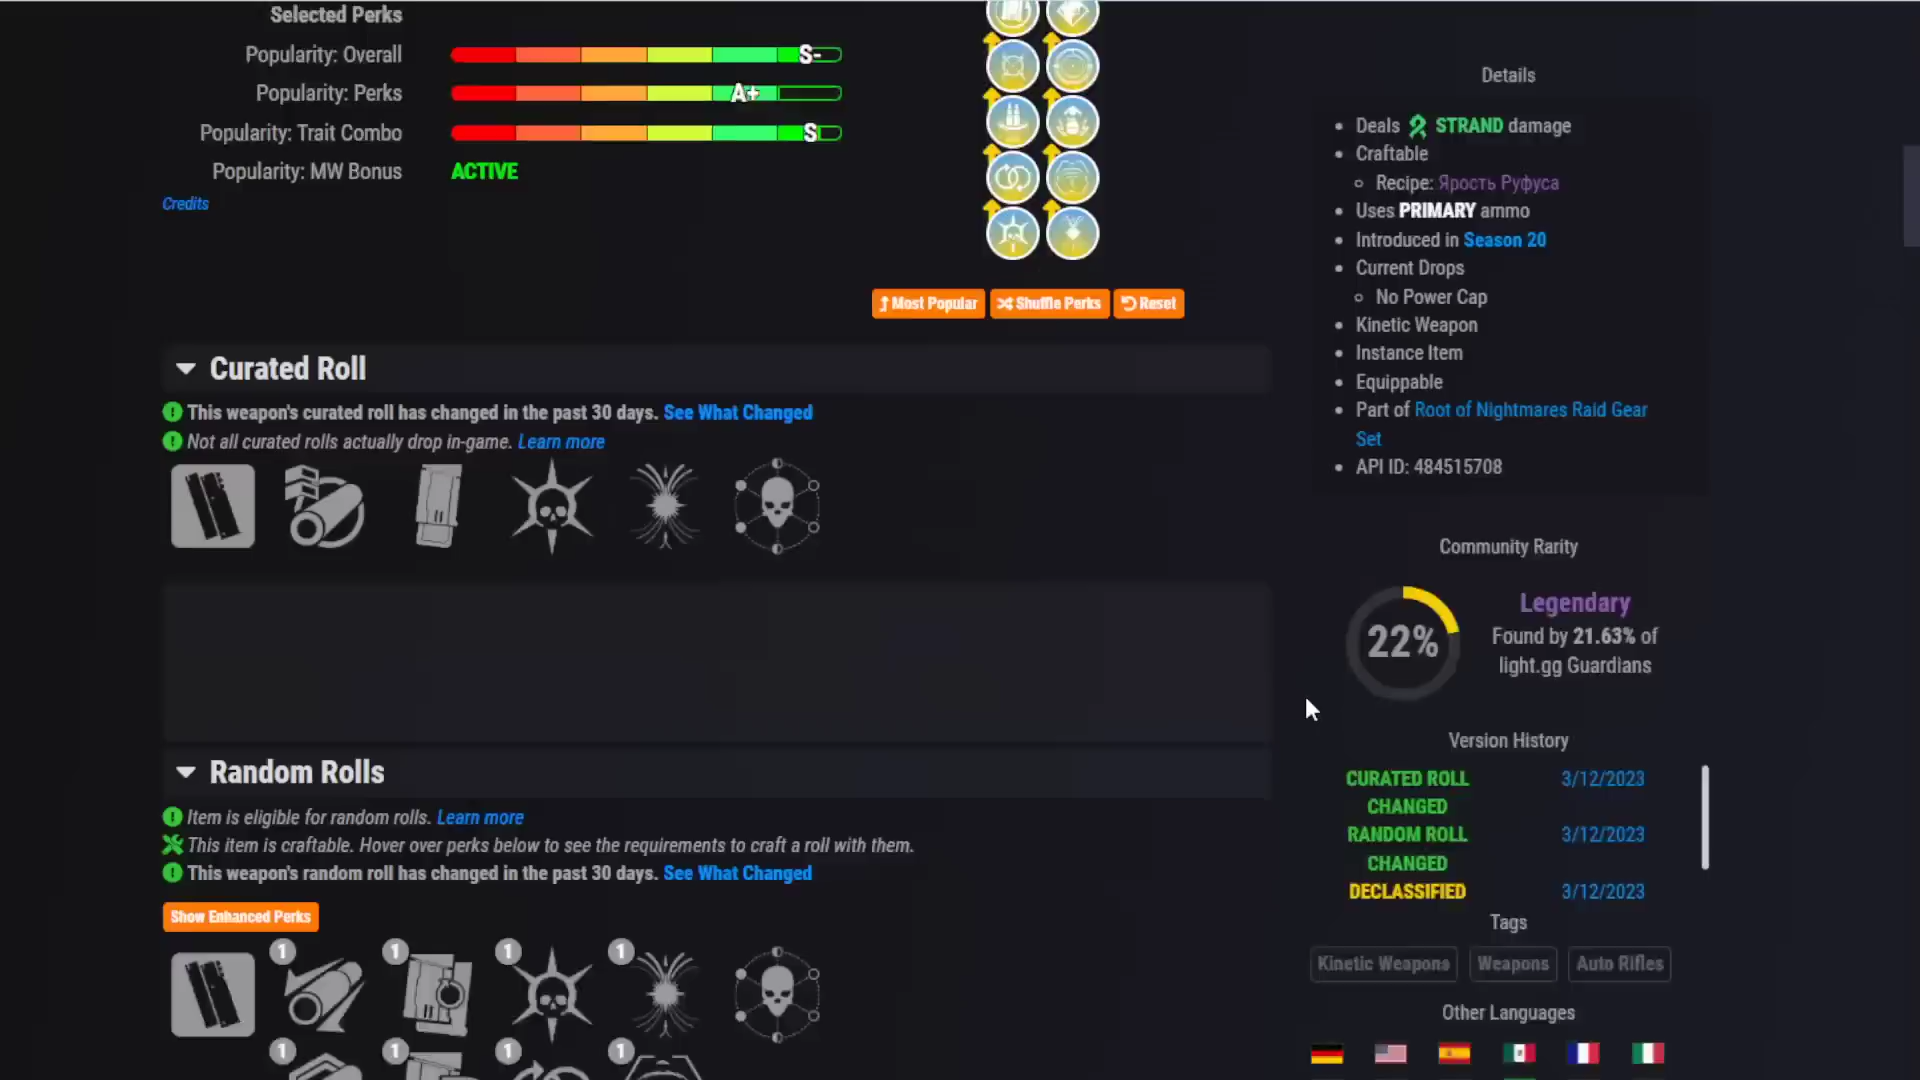 Selected Perks
Popularity: Overall
S-
Popularity: Perks
A+
Popularity: Trait Combo
S
Popularity: MW Bonus
ACTIVE
Credits
Most Popular
Shuffle Perks
Reset
Curated Roll
This weapon's curated roll has changed in the past 30 days. See What Changed
Not all curated rolls actually drop in-game. Learn more
Random Rolls
Item is eligible for random rolls. Learn more
This item is craftable. Hover over perks below to see the requirements to craft a roll with them.
This weapon's random roll has changed in the past 30 days. See What Changed
Show Enhanced Perks
1
1
1
1
1
1
1
1
Details
Deals STRAND damage
Craftable
Recipe: Ярость Руфуса
Uses PRIMARY ammo
Introduced in Season 20
Current Drops
No Power Cap
Kinetic Weapon
Instance Item
Equippable
Part of Root of Nightmares Raid Gear
Set
API ID: 484515708
Community Rarity
22%
Legendary
Found by 21.63% of
light.gg Guardians
Version History
CURATED ROLL
CHANGED
3/12/2023
RANDOM ROLL
CHANGED
3/12/2023
DECLASSIFIED
3/12/2023
Tags
Kinetic Weapons
Weapons
Auto Rifles
Other Languages